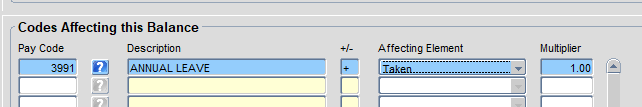 Codes Affecting this Balance
Pay Code Description +/- Affecting Element Multiplier
3991 ? ANNUAL LEAVE + Taken 1.00
?
?